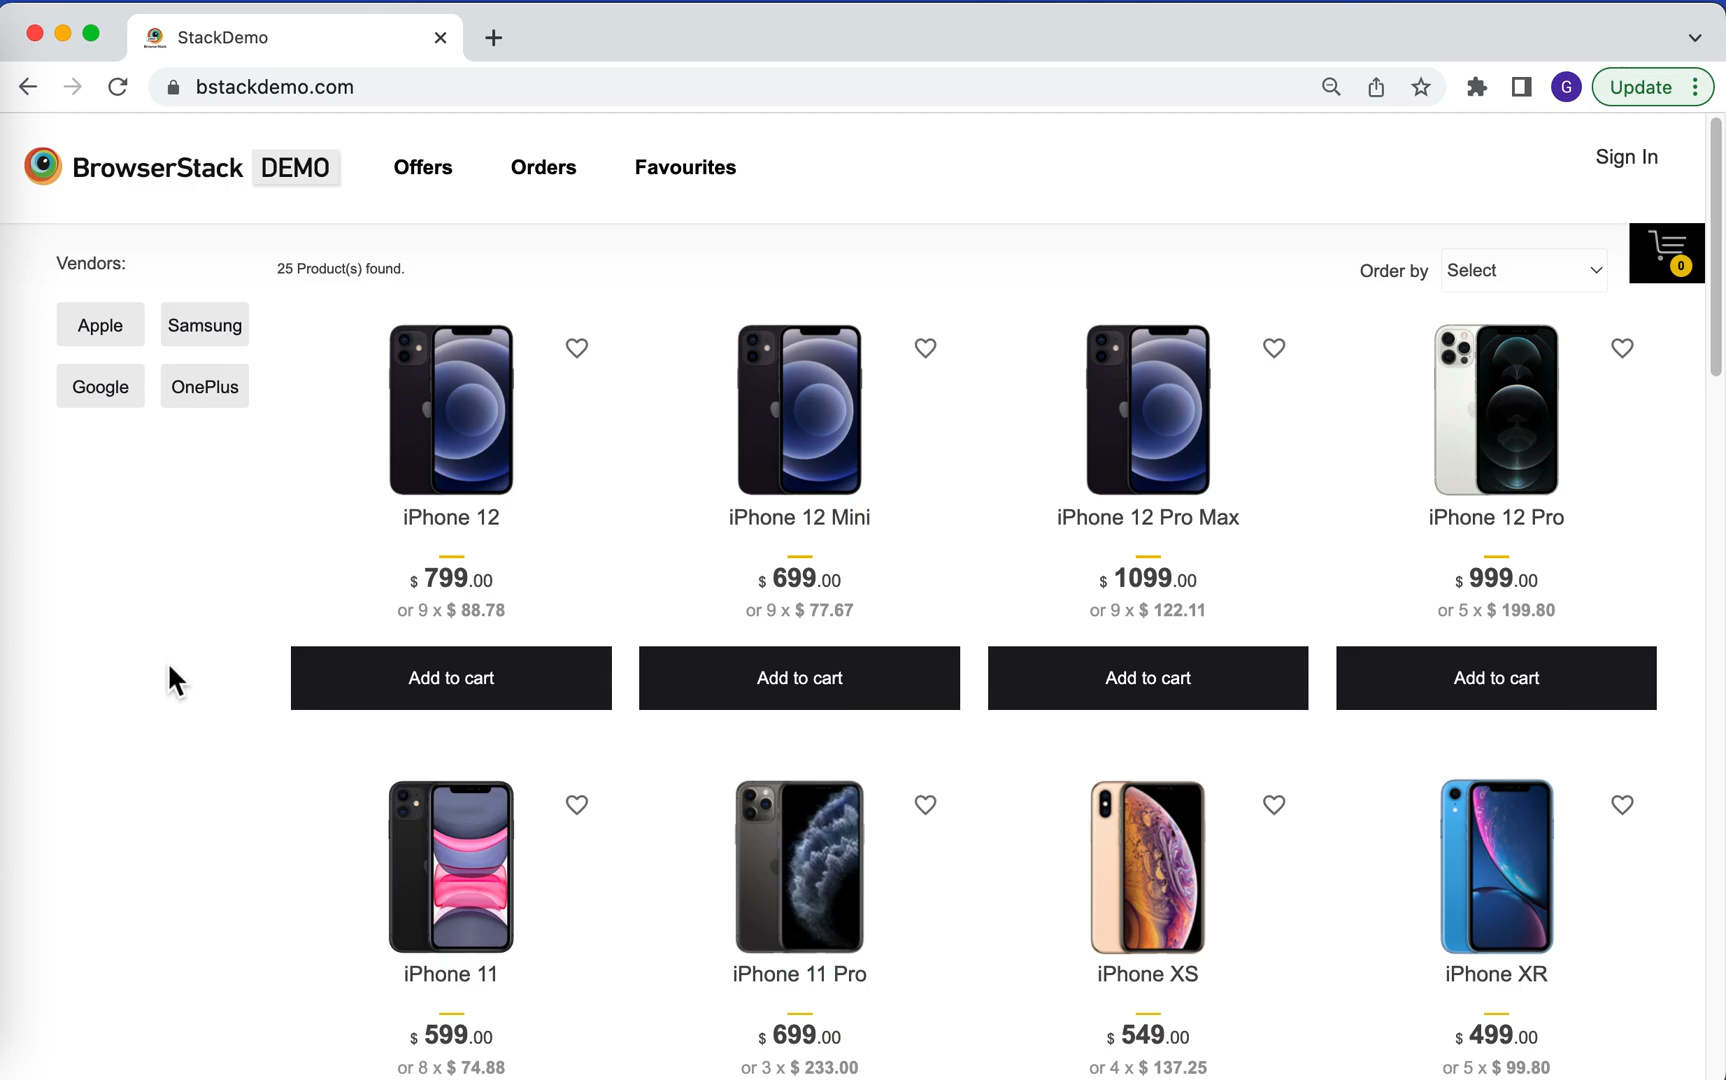 StackDemo
bstackdemo.com
G
Update
BrowserStack DEMO
Offers
Orders
Favourites
Sign In
Vendors:
25 Product(s) found.
Order by
Select
0
Apple
Samsung
Google
OnePlus
iPhone 12
iPhone 12 Mini
iPhone 12 Pro Max
iPhone 12 Pro
$ 799.00
$ 699.00
$ 1099.00
$ 999.00
or 9 x $ 88.78
or 9 x $ 77.67
or 9 x $ 122.11
or 5 x $ 199.80
Add to cart
Add to cart
Add to cart
Add to cart
iPhone 11
iPhone 11 Pro
iPhone XS
iPhone XR
$ 599.00
$ 699.00
$ 549.00
$ 499.00
or 8 x $ 74.88
or 3 x $ 233.00
or 4 x $ 137.25
or 5 x $ 99.80